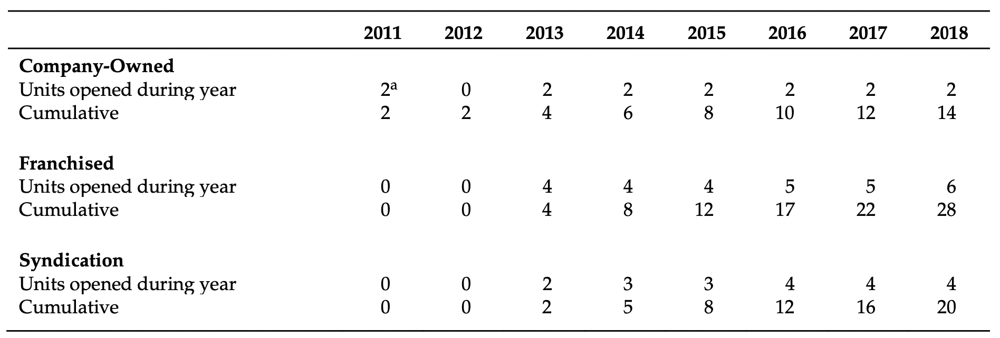 2011 2012 2013 2014 2015 2016 2017 2018
Company-Owned
Units opened during year 2ᵃ 0 2 2 2 2 2 2
Cumulative 2 2 4 6 8 10 12 14
Franchised
Units opened during year 0 0 4 4 4 5 5 6
Cumulative 0 0 4 8 12 17 22 28
Syndication
Units opened during year 0 0 2 3 3 4 4 4
Cumulative 0 0 2 5 8 12 16 20